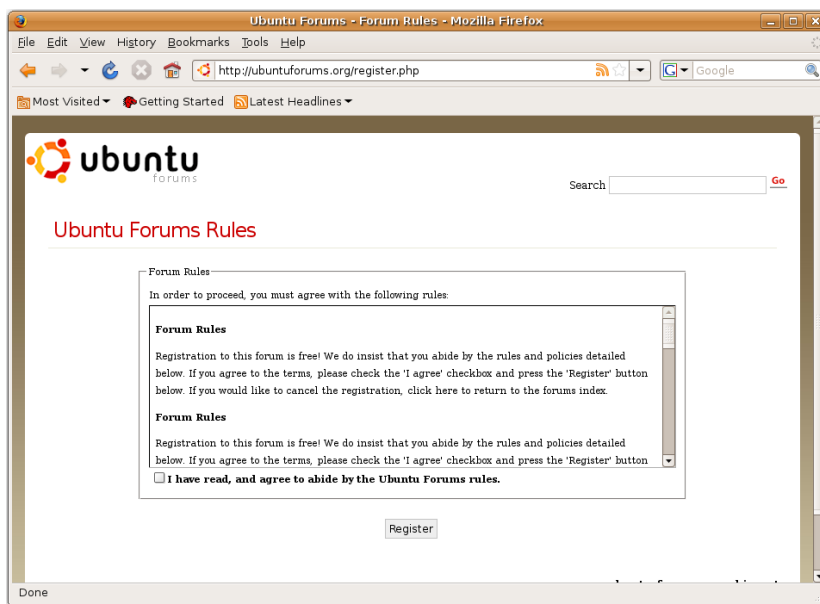 Ubuntu Forums - Forum Rules - Mozilla Firefox
File Edit View History Bookmarks Tools Help
http://ubuntuforums.org/register.php
G Google
Most Visited Getting Started Latest Headlines
ubuntu
forums
Search Go
Ubuntu Forums Rules
Forum Rules
In order to proceed, you must agree with the following rules:
Forum Rules
Registration to this forum is free! We do insist that you abide by the rules and policies detailed
below. If you agree to the terms, please check the 'I agree' checkbox and press the 'Register' button
below. If you would like to cancel the registration, click here to return to the forums index.
Forum Rules
Registration to this forum is free! We do insist that you abide by the rules and policies detailed
below. If you agree to the terms, please check the 'I agree' checkbox and press the 'Register' button
I have read, and agree to abide by the Ubuntu Forums rules.
Register
Done